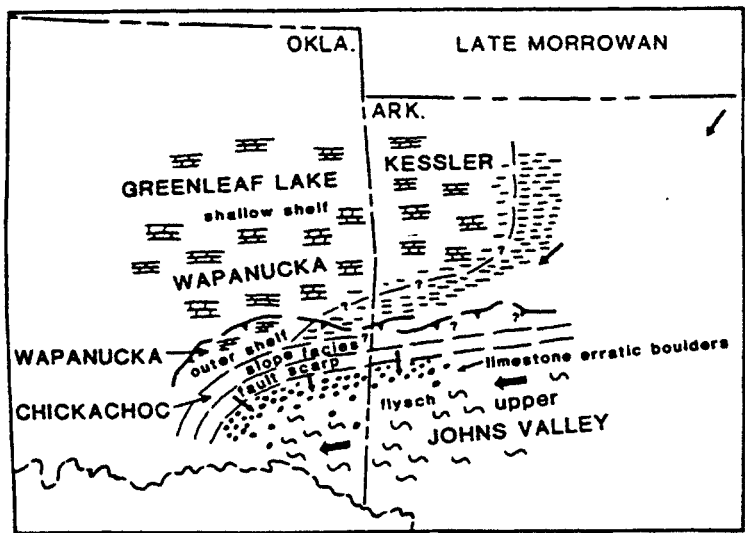 OKLA.
LATE MORROWAN
ARK.
KESSLER
GREENLEAF LAKE
shallow shelf
WAPANUCKA
?
?
?
?
?
?
WAPANUCKA
outer shelf
slope facies?
fault scarp
limestone erratic boulders
CHICKACHOC
flysch
upper
JOHNS VALLEY